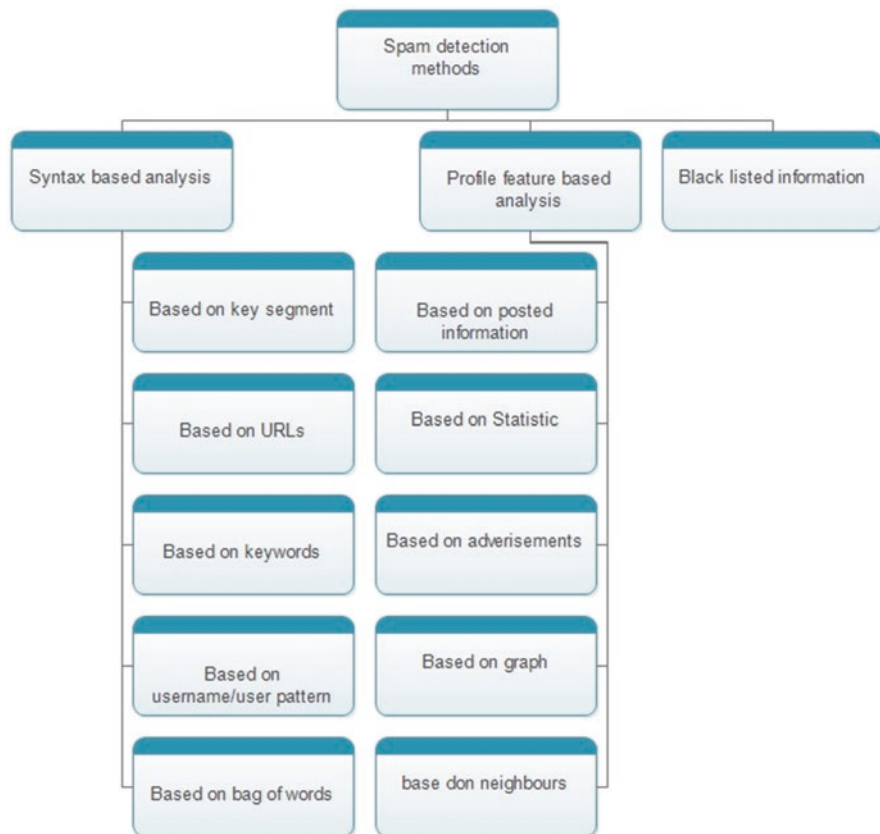 Spam detection
methods
Syntax based analysis
Profile feature based
analysis
Black listed information
Based on key segment
Based on URLs
Based on keywords
Based on
username/user pattern
Based on bag of words
Based on posted
information
Based on Statistic
Based on adverisements
Based on graph
base don neighbours